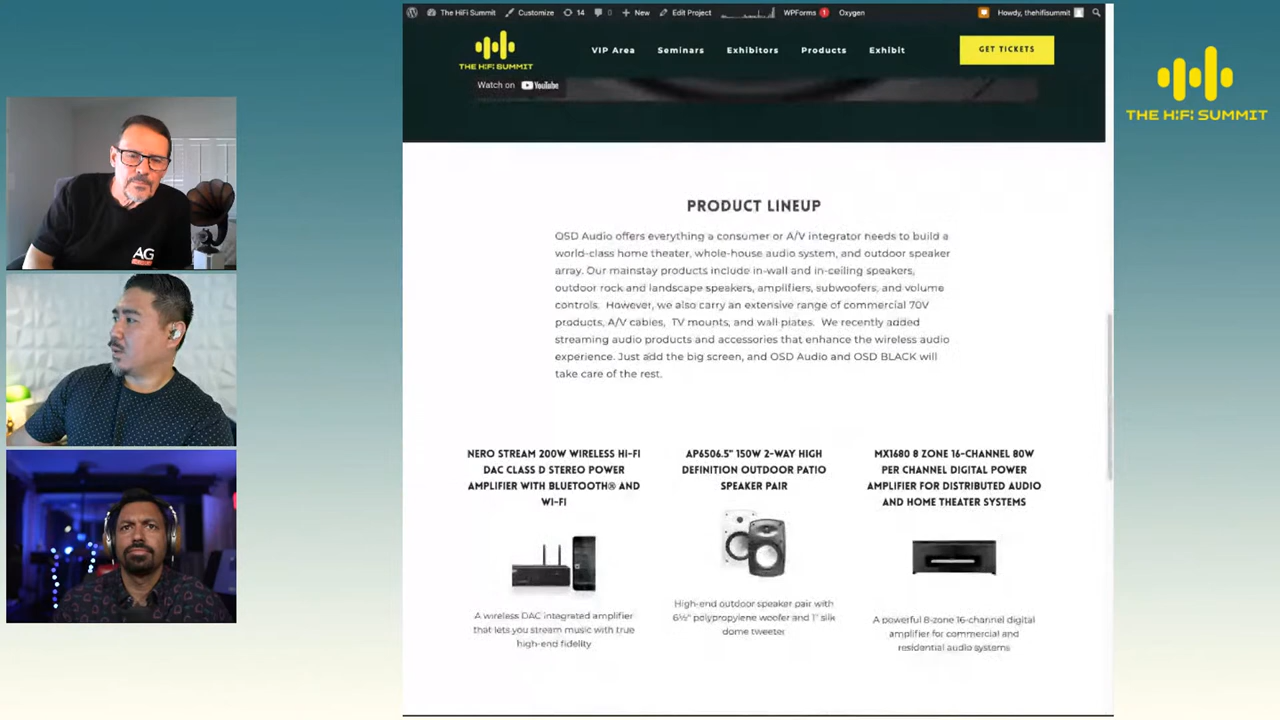 The HiFi Summit Customize 14 0 New Edit Project WPForms 1 Oxygen Howdy, thehifisummit
THE HIFI SUMMIT
VIP Area Seminars Exhibitors Products Exhibit
GET TICKETS
Watch on YouTube
THE HIFI SUMMIT
AG
PRODUCT LINEUP
OSD Audio offers everything a consumer or A/V integrator needs to build a
world-class home theater, whole-house audio system, and outdoor speaker
array. Our mainstay products include in-wall and in-ceiling speakers,
outdoor rock and landscape speakers, amplifiers, subwoofers, and volume
controls. However, we also carry an extensive range of commercial 70V
products, A/V cables, TV mounts, and wall plates. We recently added
streaming audio products and accessories that enhance the wireless audio
experience. Just add the big screen, and OSD Audio and OSD BLACK will
take care of the rest.
NERO STREAM 200W WIRELESS HI-FI
DAC CLASS D STEREO POWER
AMPLIFIER WITH BLUETOOTH® AND
WI-FI
A wireless DAC integrated amplifier
that lets you stream music with true
high-end fidelity
AP6506.5" 150W 2-WAY HIGH
DEFINITION OUTDOOR PATIO
SPEAKER PAIR
High-end outdoor speaker pair with
6½" polypropylene woofer and 1" silk
dome tweeter
MX1680 8 ZONE 16-CHANNEL 80W
PER CHANNEL DIGITAL POWER
AMPLIFIER FOR DISTRIBUTED AUDIO
AND HOME THEATER SYSTEMS
A powerful 8-zone 16-channel digital
amplifier for commercial and
residential audio systems